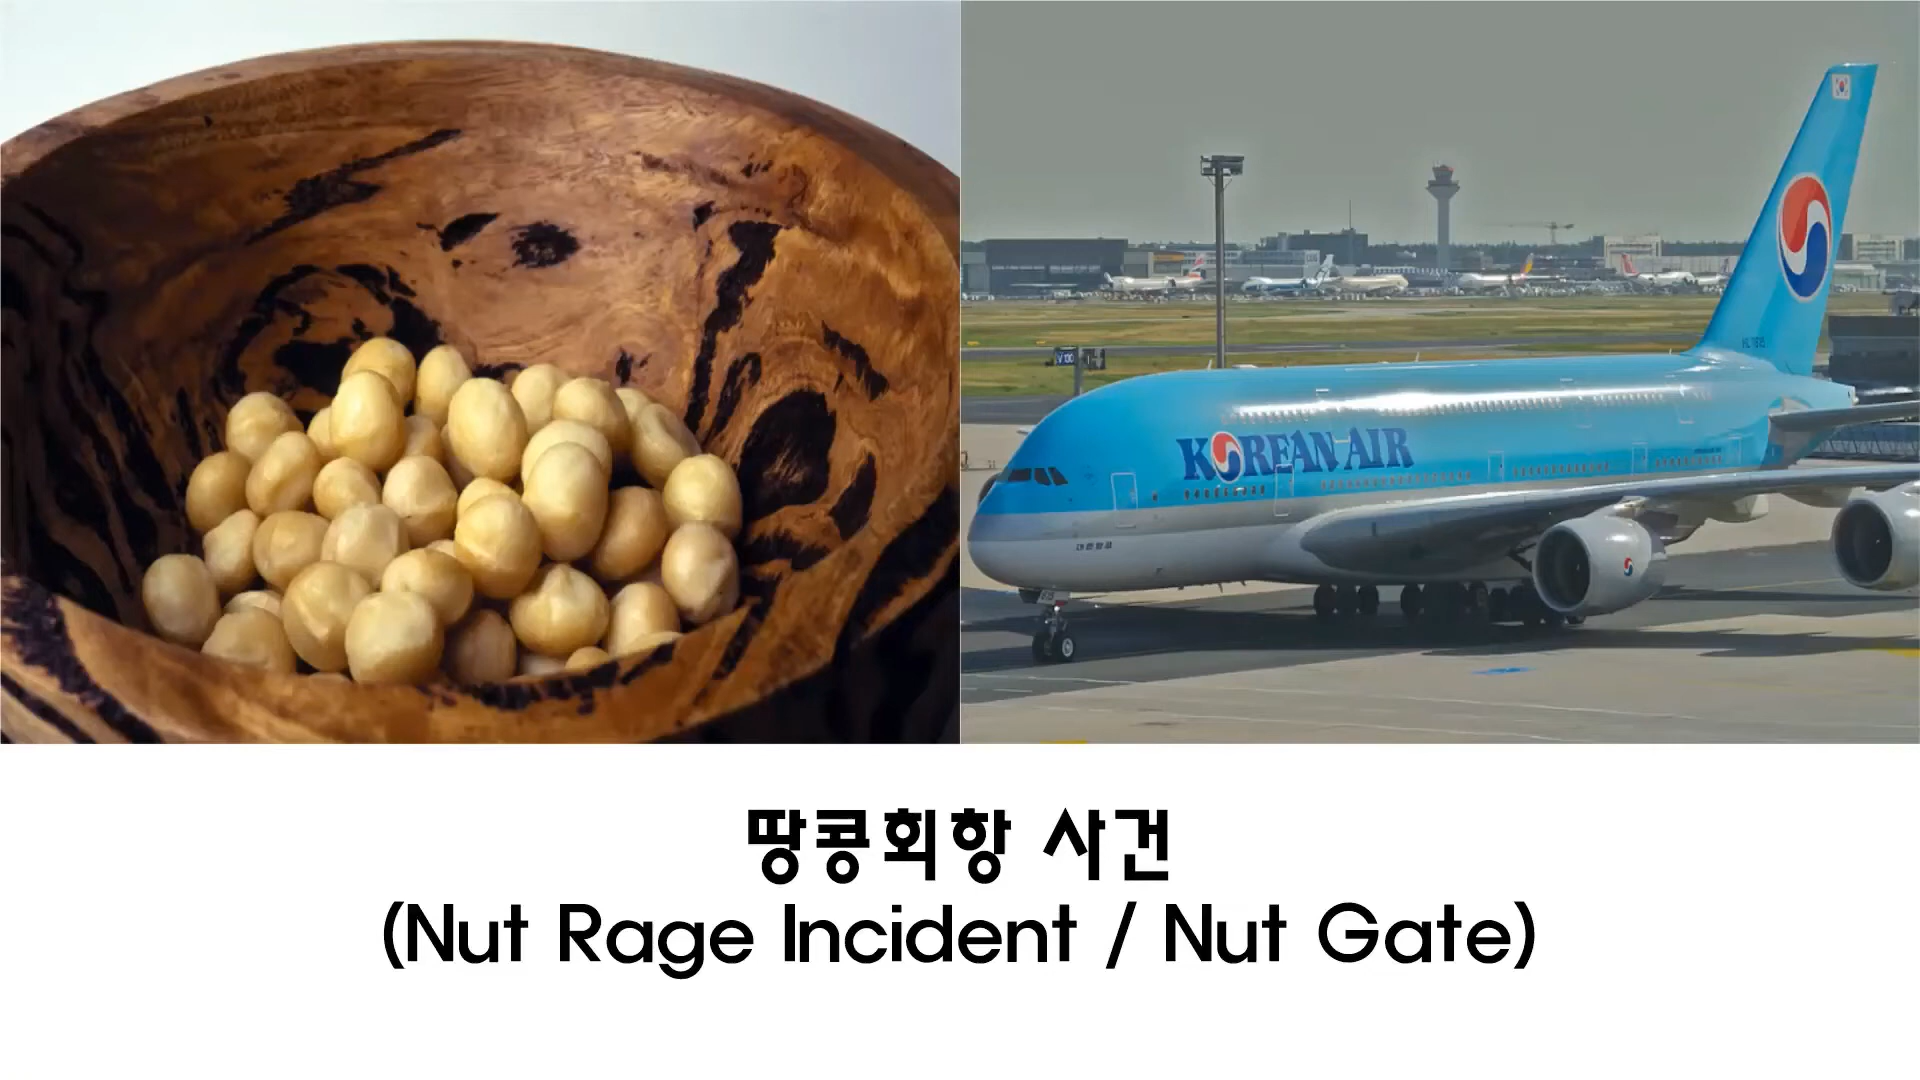 KOREAN AIR
땅콩회항 사건
(Nut Rage Incident / Nut Gate)